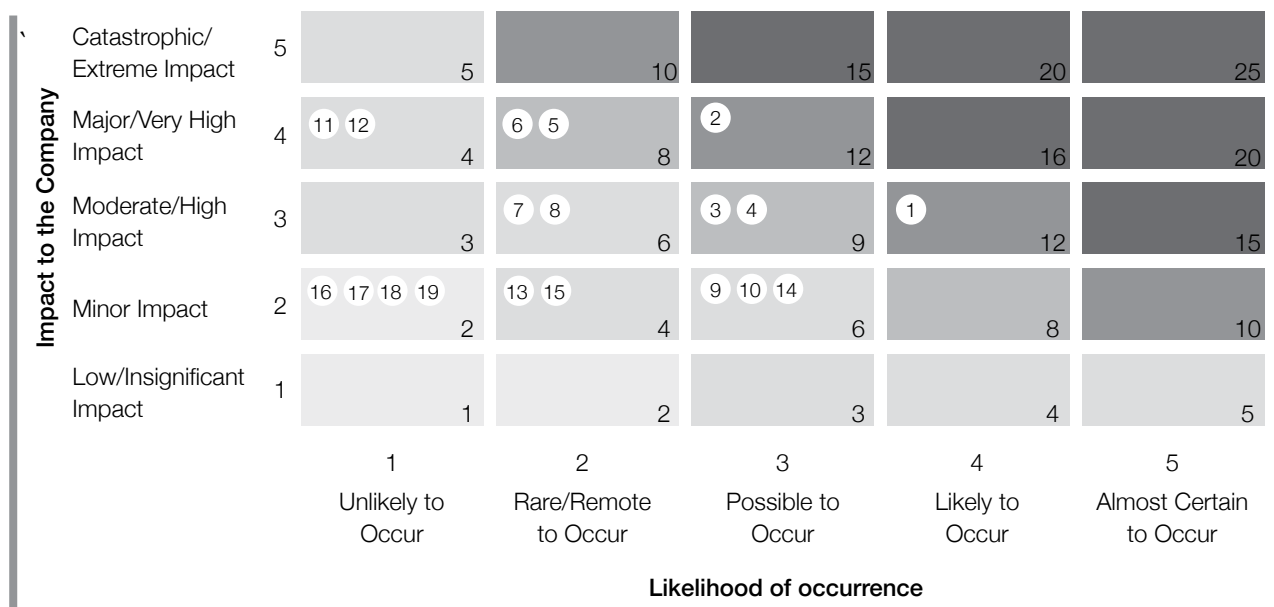 `
Impact to the Company
Catastrophic/
Extreme Impact
5
5
10
15
20
25
Major/Very High
Impact
4
11 12
4
6 5
8
2
12
16
20
Moderate/High
Impact
3
3
7 8
6
3 4
9
1
12
15
Minor Impact
2
16 17 18 19
2
13 15
4
9 10 14
6
8
10
Low/Insignificant
Impact
1
1
2
3
4
5
1
Unlikely to
Occur
2
Rare/Remote
to Occur
3
Possible to
Occur
4
Likely to
Occur
5
Almost Certain
to Occur
Likelihood of occurrence